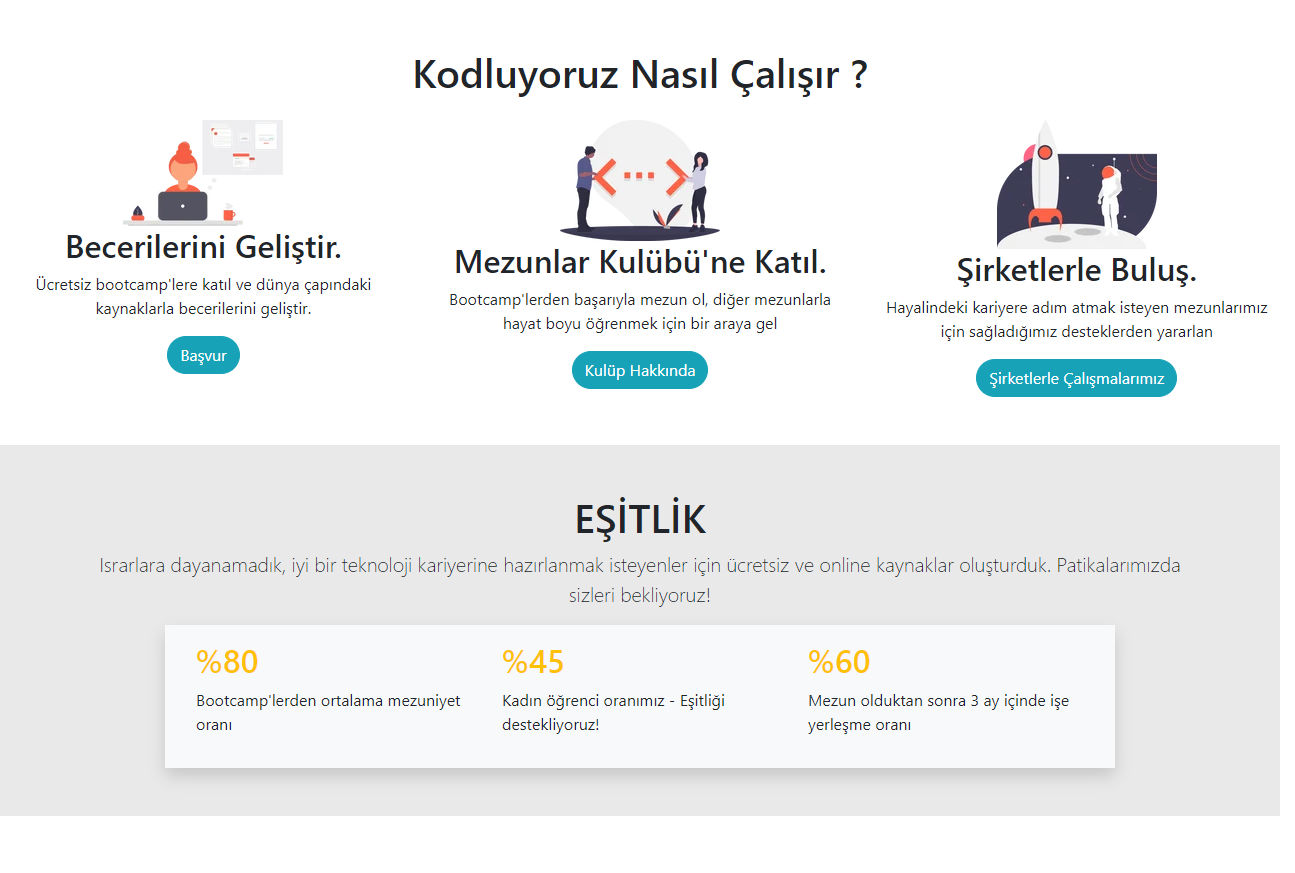 Kodluyoruz Nasıl Çalışır ?
Becerilerini Geliştir.
Ücretsiz bootcamp'lere katıl ve dünya çapındaki
kaynaklarla becerilerini geliştir.
Başvur
Mezunlar Kulübü'ne Katıl.
Bootcamp'lerden başarıyla mezun ol, diğer mezunlarla
hayat boyu öğrenmek için bir araya gel
Kulüp Hakkında
Şirketlerle Buluş.
Hayalindeki kariyere adım atmak isteyen mezunlarımız
için sağladığımız desteklerden yararlan
Şirketlerle Çalışmalarımız
EŞİTLİK
Israrlara dayanamadık, iyi bir teknoloji kariyerine hazırlanmak isteyenler için ücretsiz ve online kaynaklar oluşturduk. Patikalarımızda
sizleri bekliyoruz!
%80
Bootcamp'lerden ortalama mezuniyet
oranı
%45
Kadın öğrenci oranımız - Eşitliği
destekliyoruz!
%60
Mezun olduktan sonra 3 ay içinde işe
yerleşme oranı